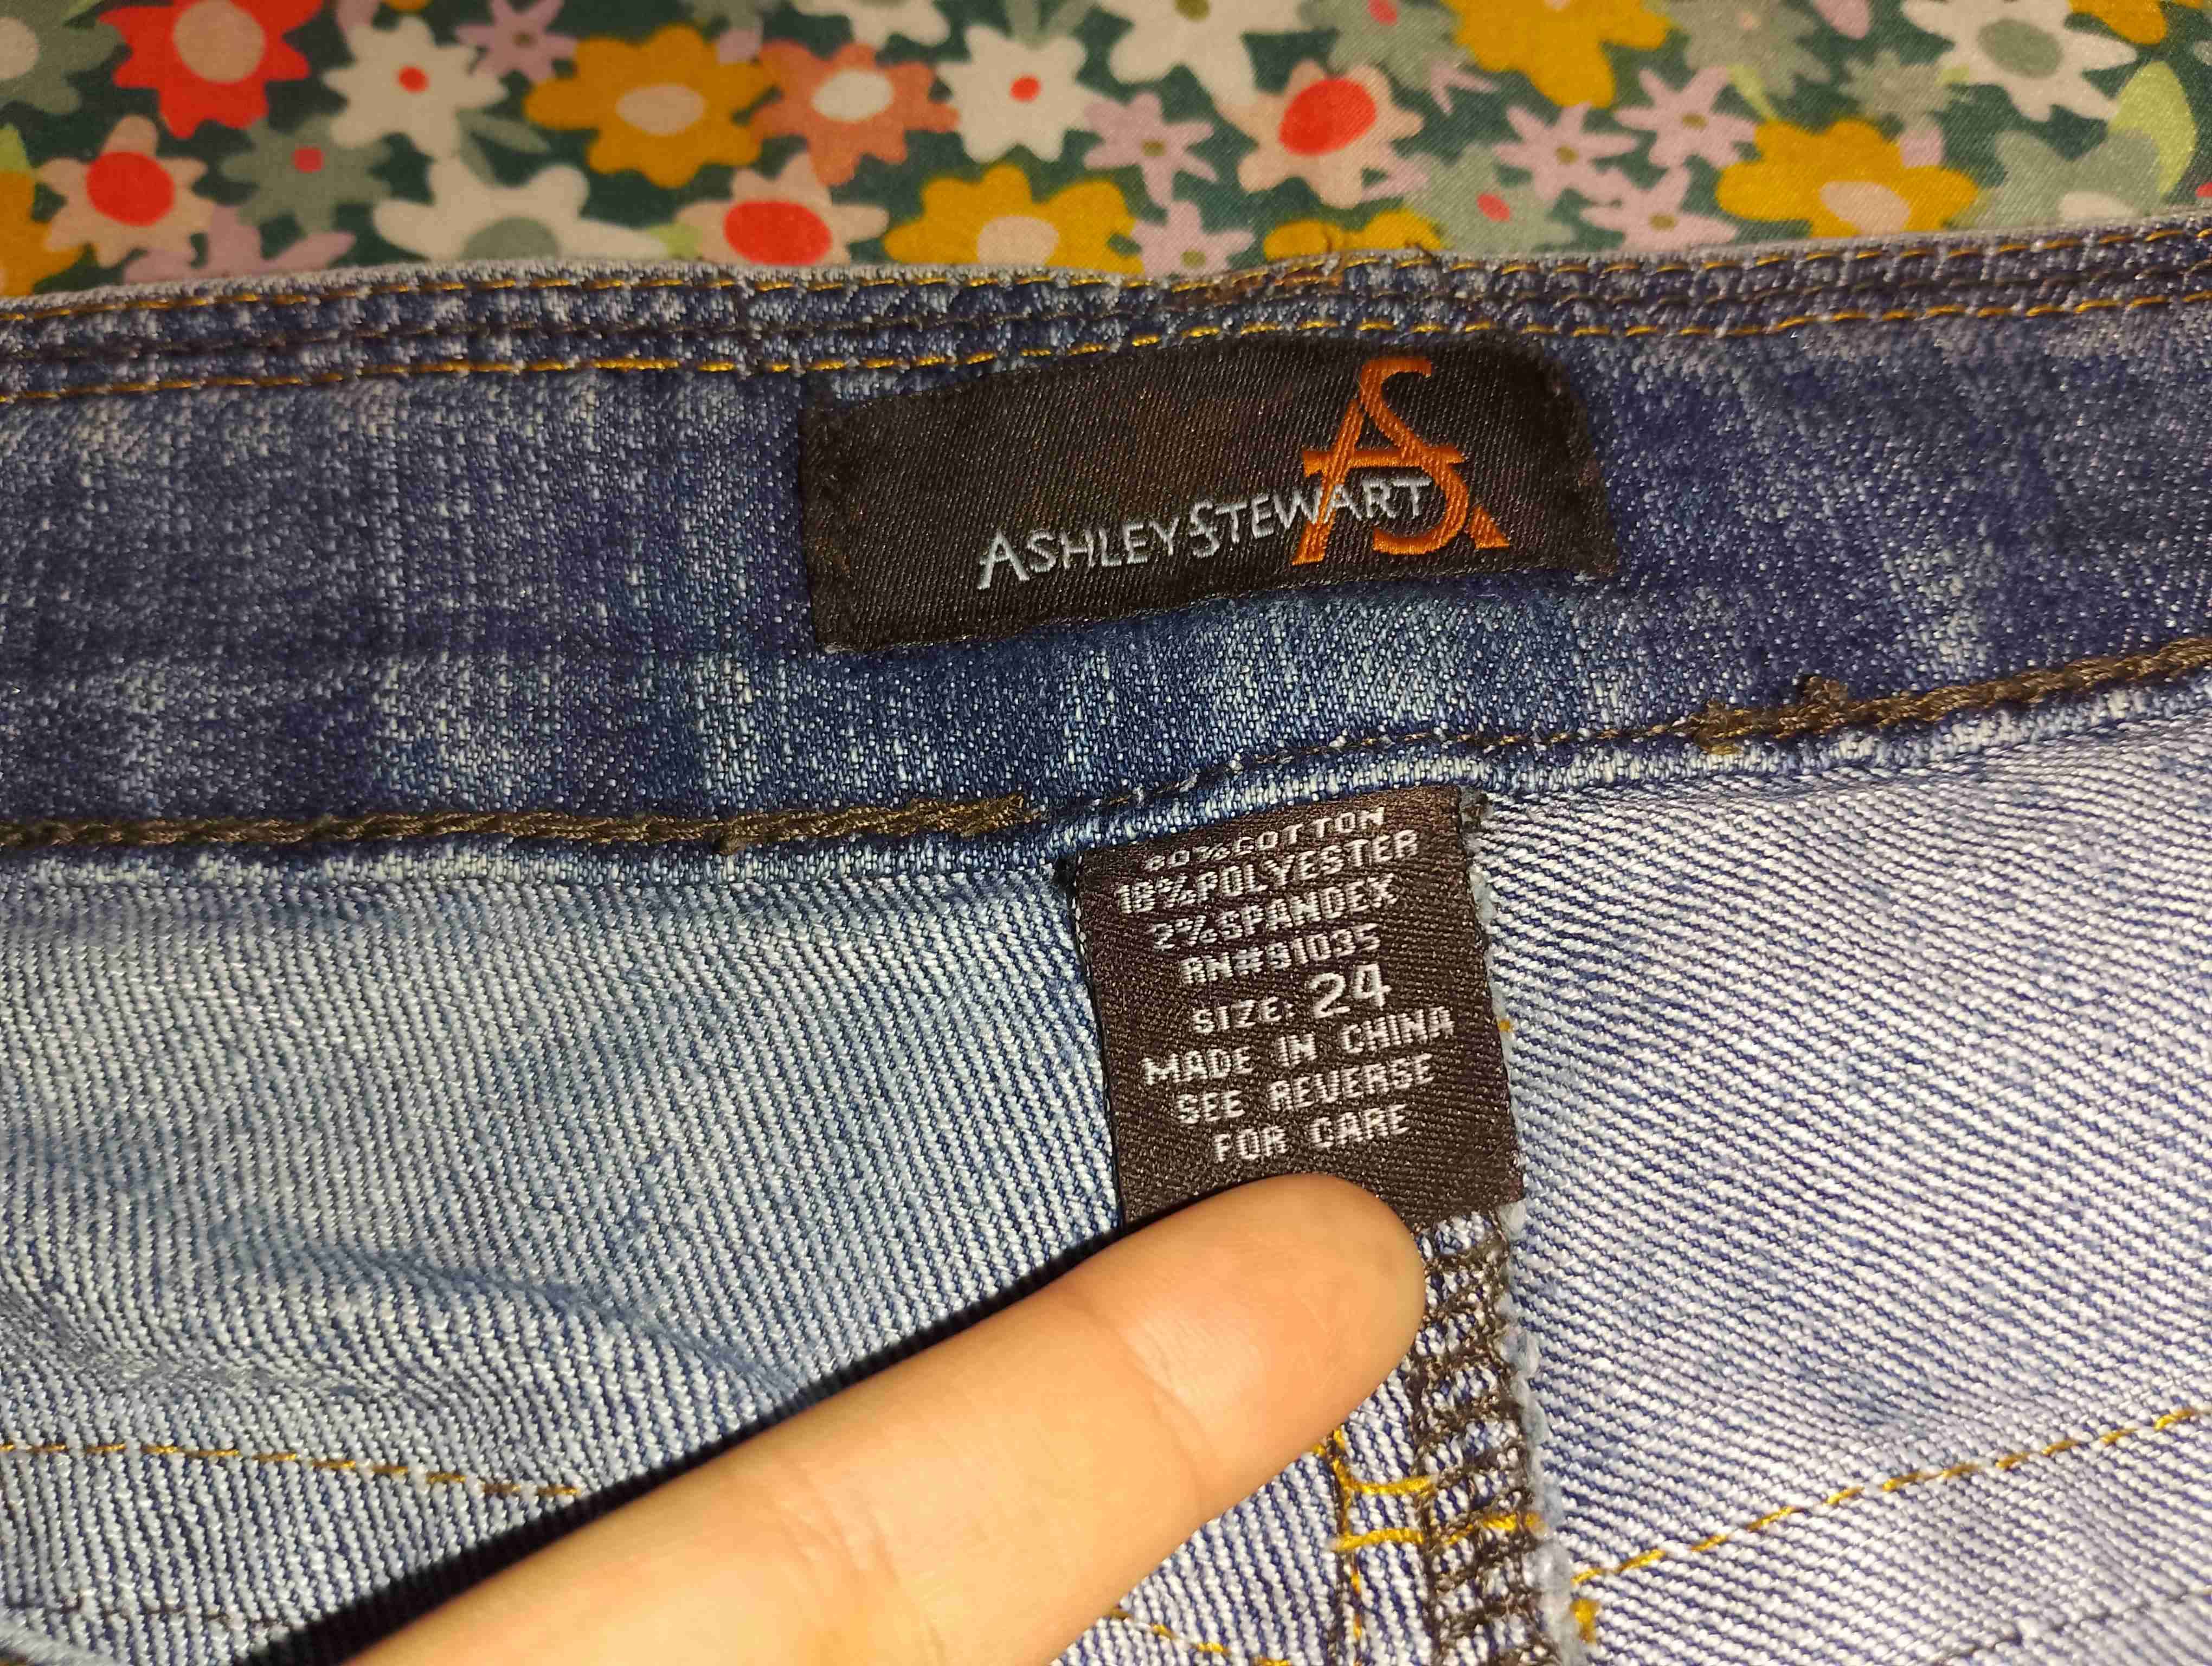 ASHLEY STEWART
AS
80%COTTON
18%POLYESTER
2%SPANDEX
RN#91035
SIZE: 24
MADE IN CHINA
SEE REVERSE
FOR CARE